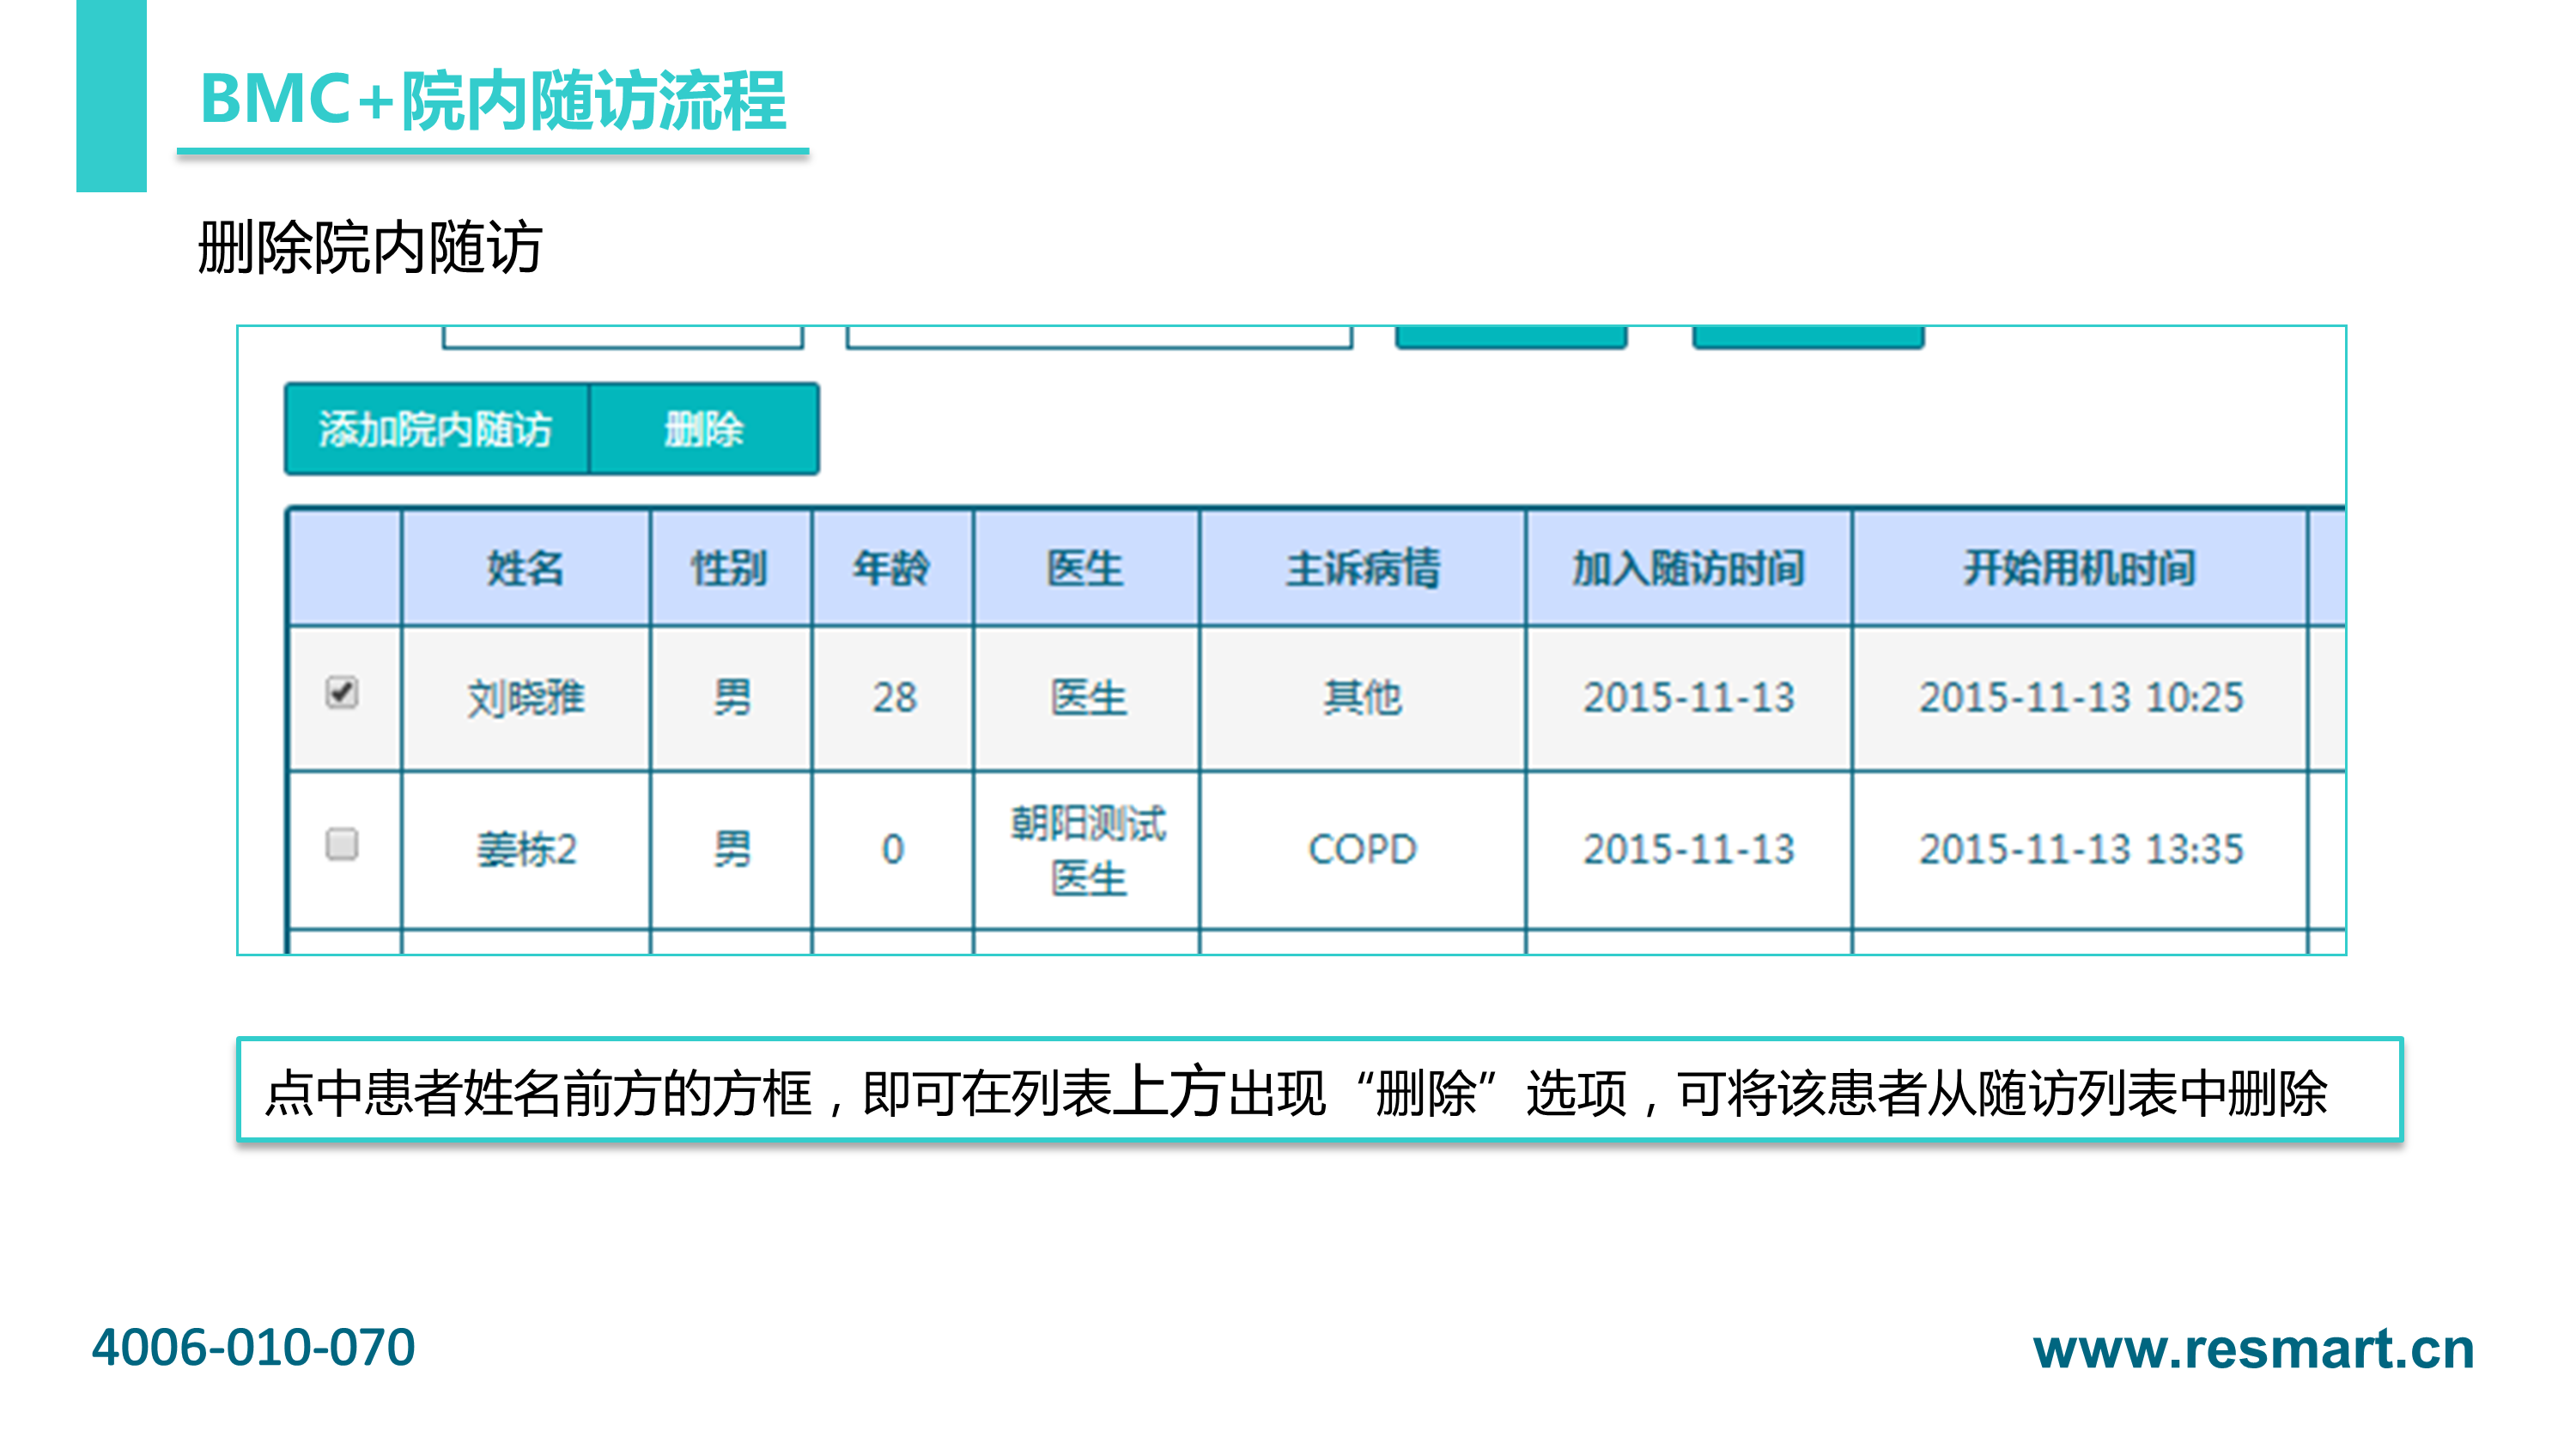 BMC+院内随访流程
删除院内随访
添加院内随访 删除
姓名 性别 年龄 医生 主诉病情 加入随访时间 开始用机时间
刘晓雅 男 28 医生 其他 2015-11-13 2015-11-13 10:25
姜栋2 男 0 朝阳测试医生 COPD 2015-11-13 2015-11-13 13:35
点中患者姓名前方的方框，即可在列表上方出现“删除”选项，可将该患者从随访列表中删除
4006-010-070
www.resmart.cn